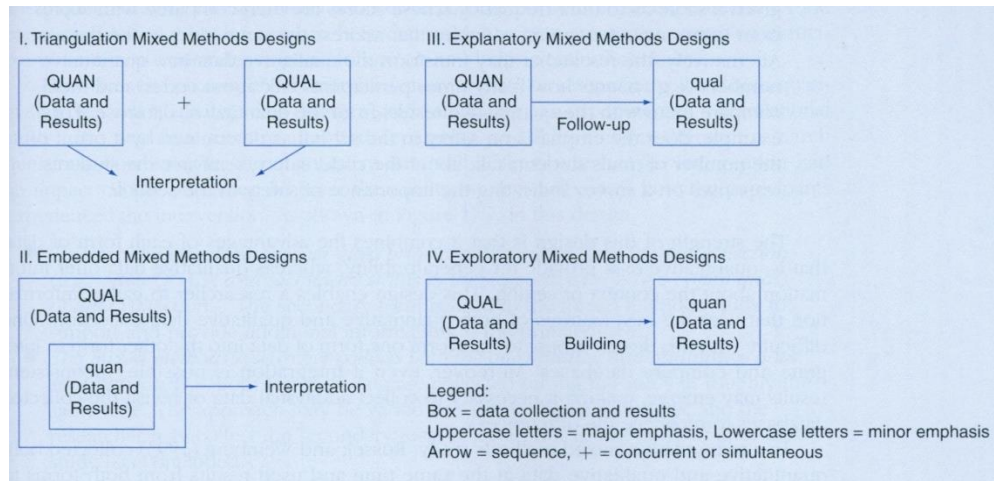 I. Triangulation Mixed Methods Designs
QUAN
(Data and
Results)
+
QUAL
(Data and
Results)
Interpretation
II. Embedded Mixed Methods Designs
QUAL
(Data and Results)
quan
(Data and
Results)
Interpretation
III. Exploratory Mixed Methods Designs
QUAN
(Data and
Results)
Follow-up
qual
(Data and
Results)
IV. Exploratory Mixed Methods Designs
QUAL
(Data and
Results)
Building
quan
(Data and
Results)
Legend:
Box = data collection and results
Uppercase letters = major emphasis, Lowercase letters = minor emphasis
Arrow = sequence, + = concurrent or simultaneous